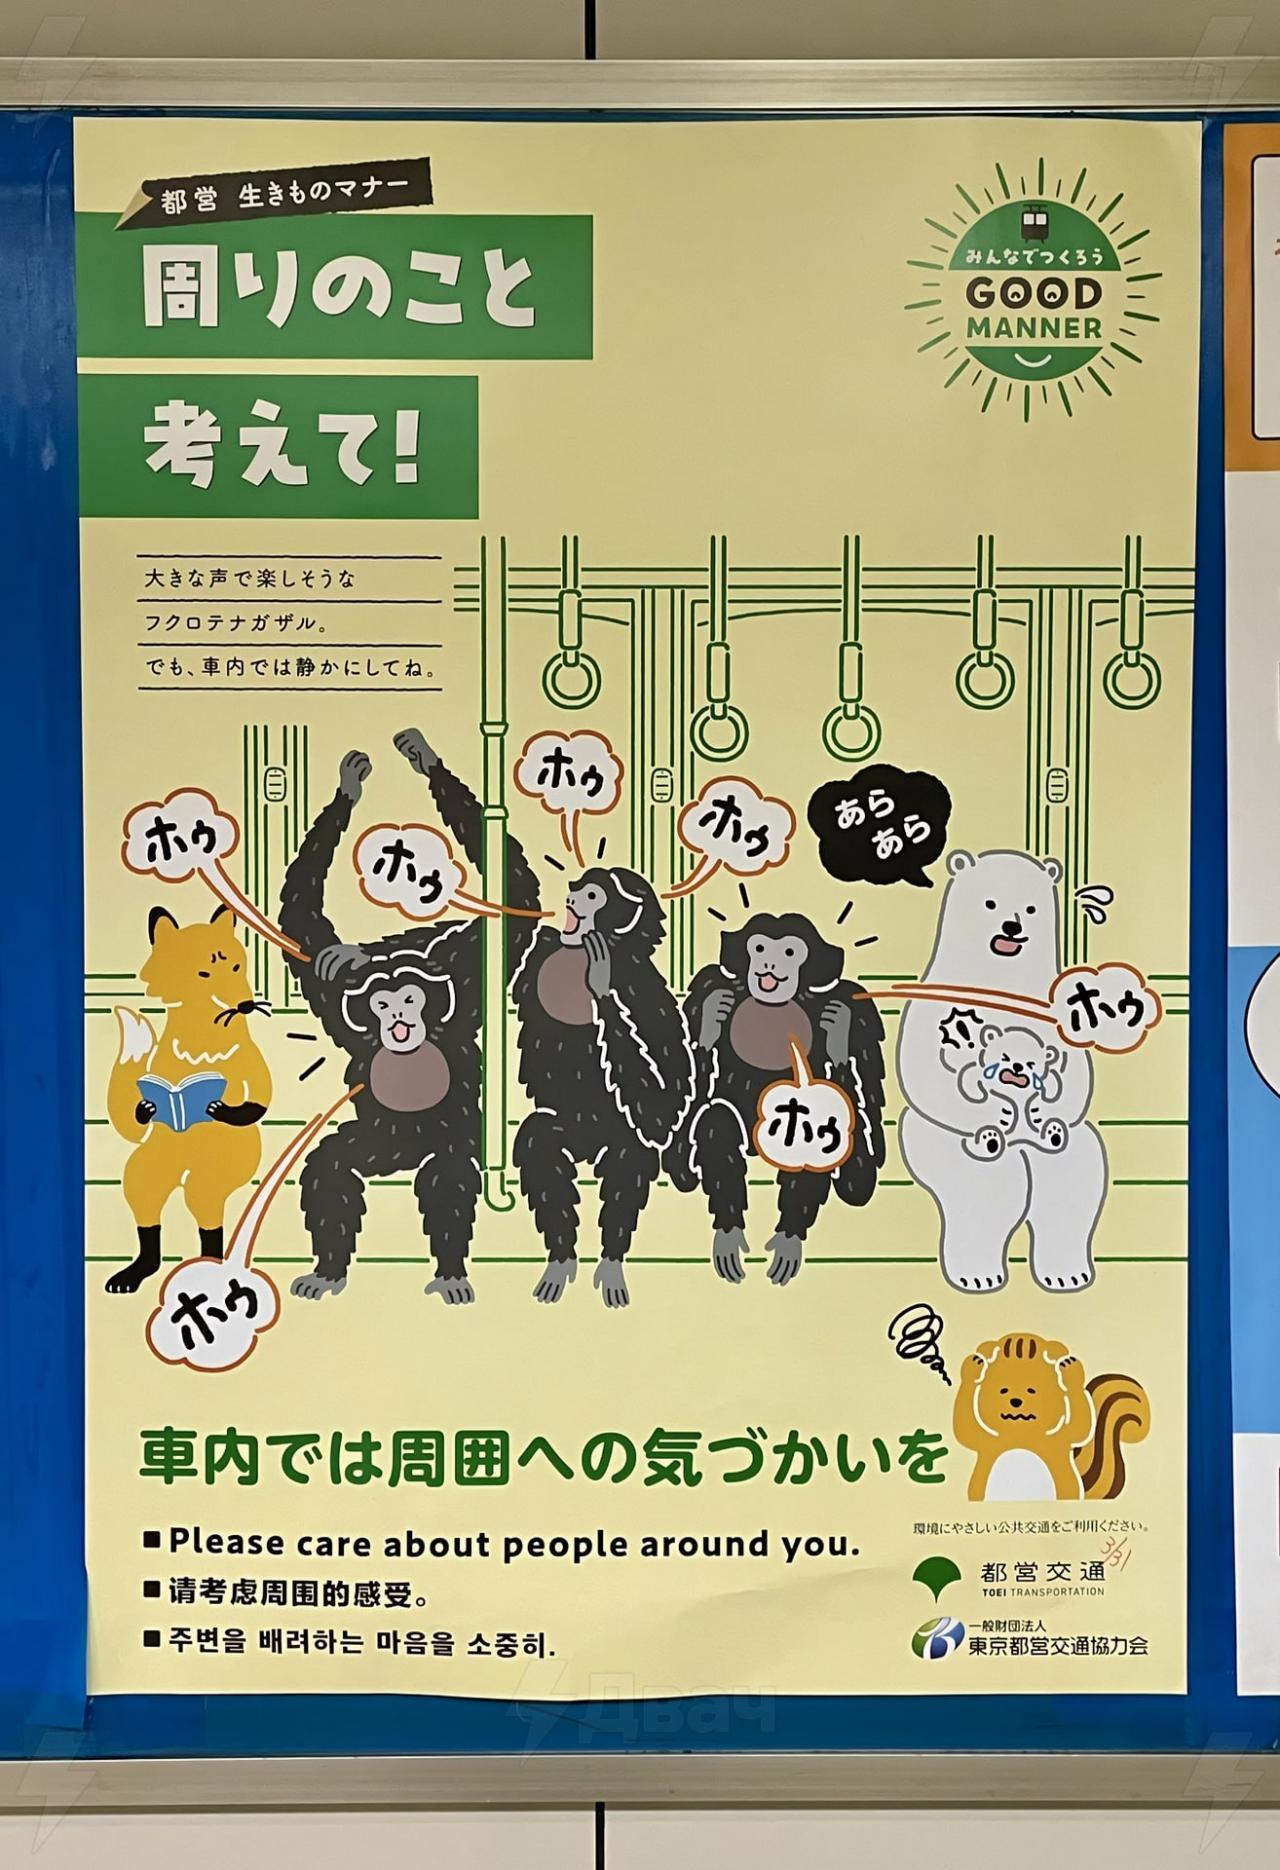 都営 生きものマナー
周りのこと
考えて!
みんなでつくろう
GOOD
MANNER
大きな声で楽しそうな
フクロテナガザル。
でも、車内では静かにしてね。
ホゥ
ホゥ
ホゥ
ホゥ
あら
あら
ホゥ
ホゥ
ホゥ
車内では周囲への気づかいを
■Please care about people around you.
■请考虑周围的感受。
■주변을 배려하는 마음을 소중히.
環境にやさしい公共交通をご利用ください。
3/31
都営交通
TOEI TRANSPORTATION
一般財団法人
東京都営交通協力会
Двач